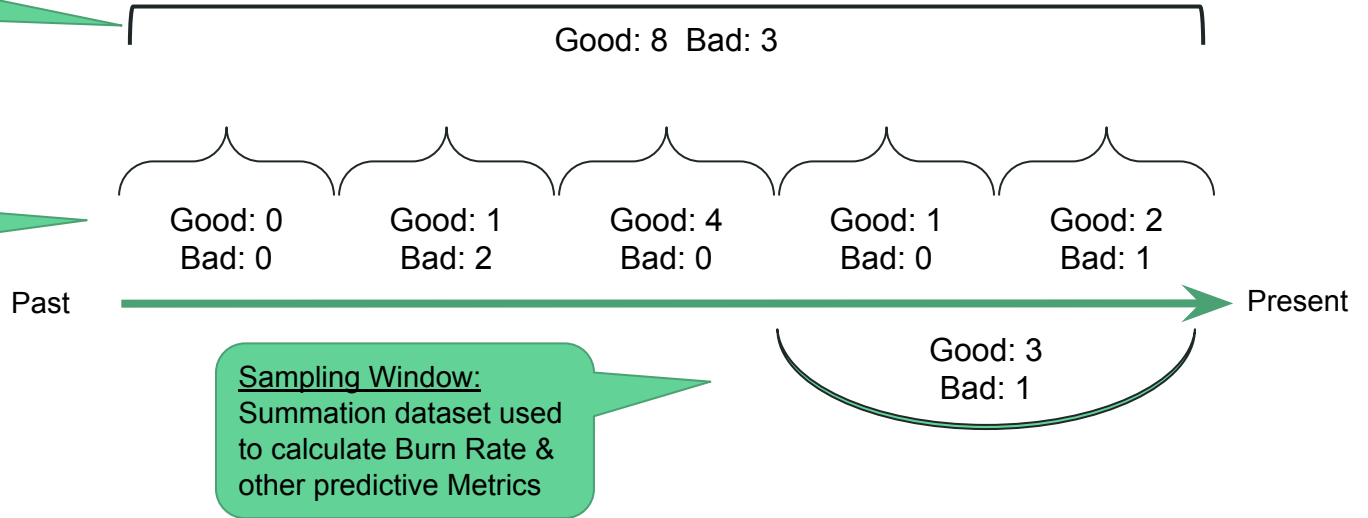 Good: 8 Bad: 3
Good: 0
Bad: 0
Good: 1
Bad: 2
Good: 4
Bad: 0
Good: 1
Bad: 0
Good: 2
Bad: 1
Past
Present
Good: 3
Bad: 1
Sampling Window:
Summation dataset used
to calculate Burn Rate &
other predictive Metrics